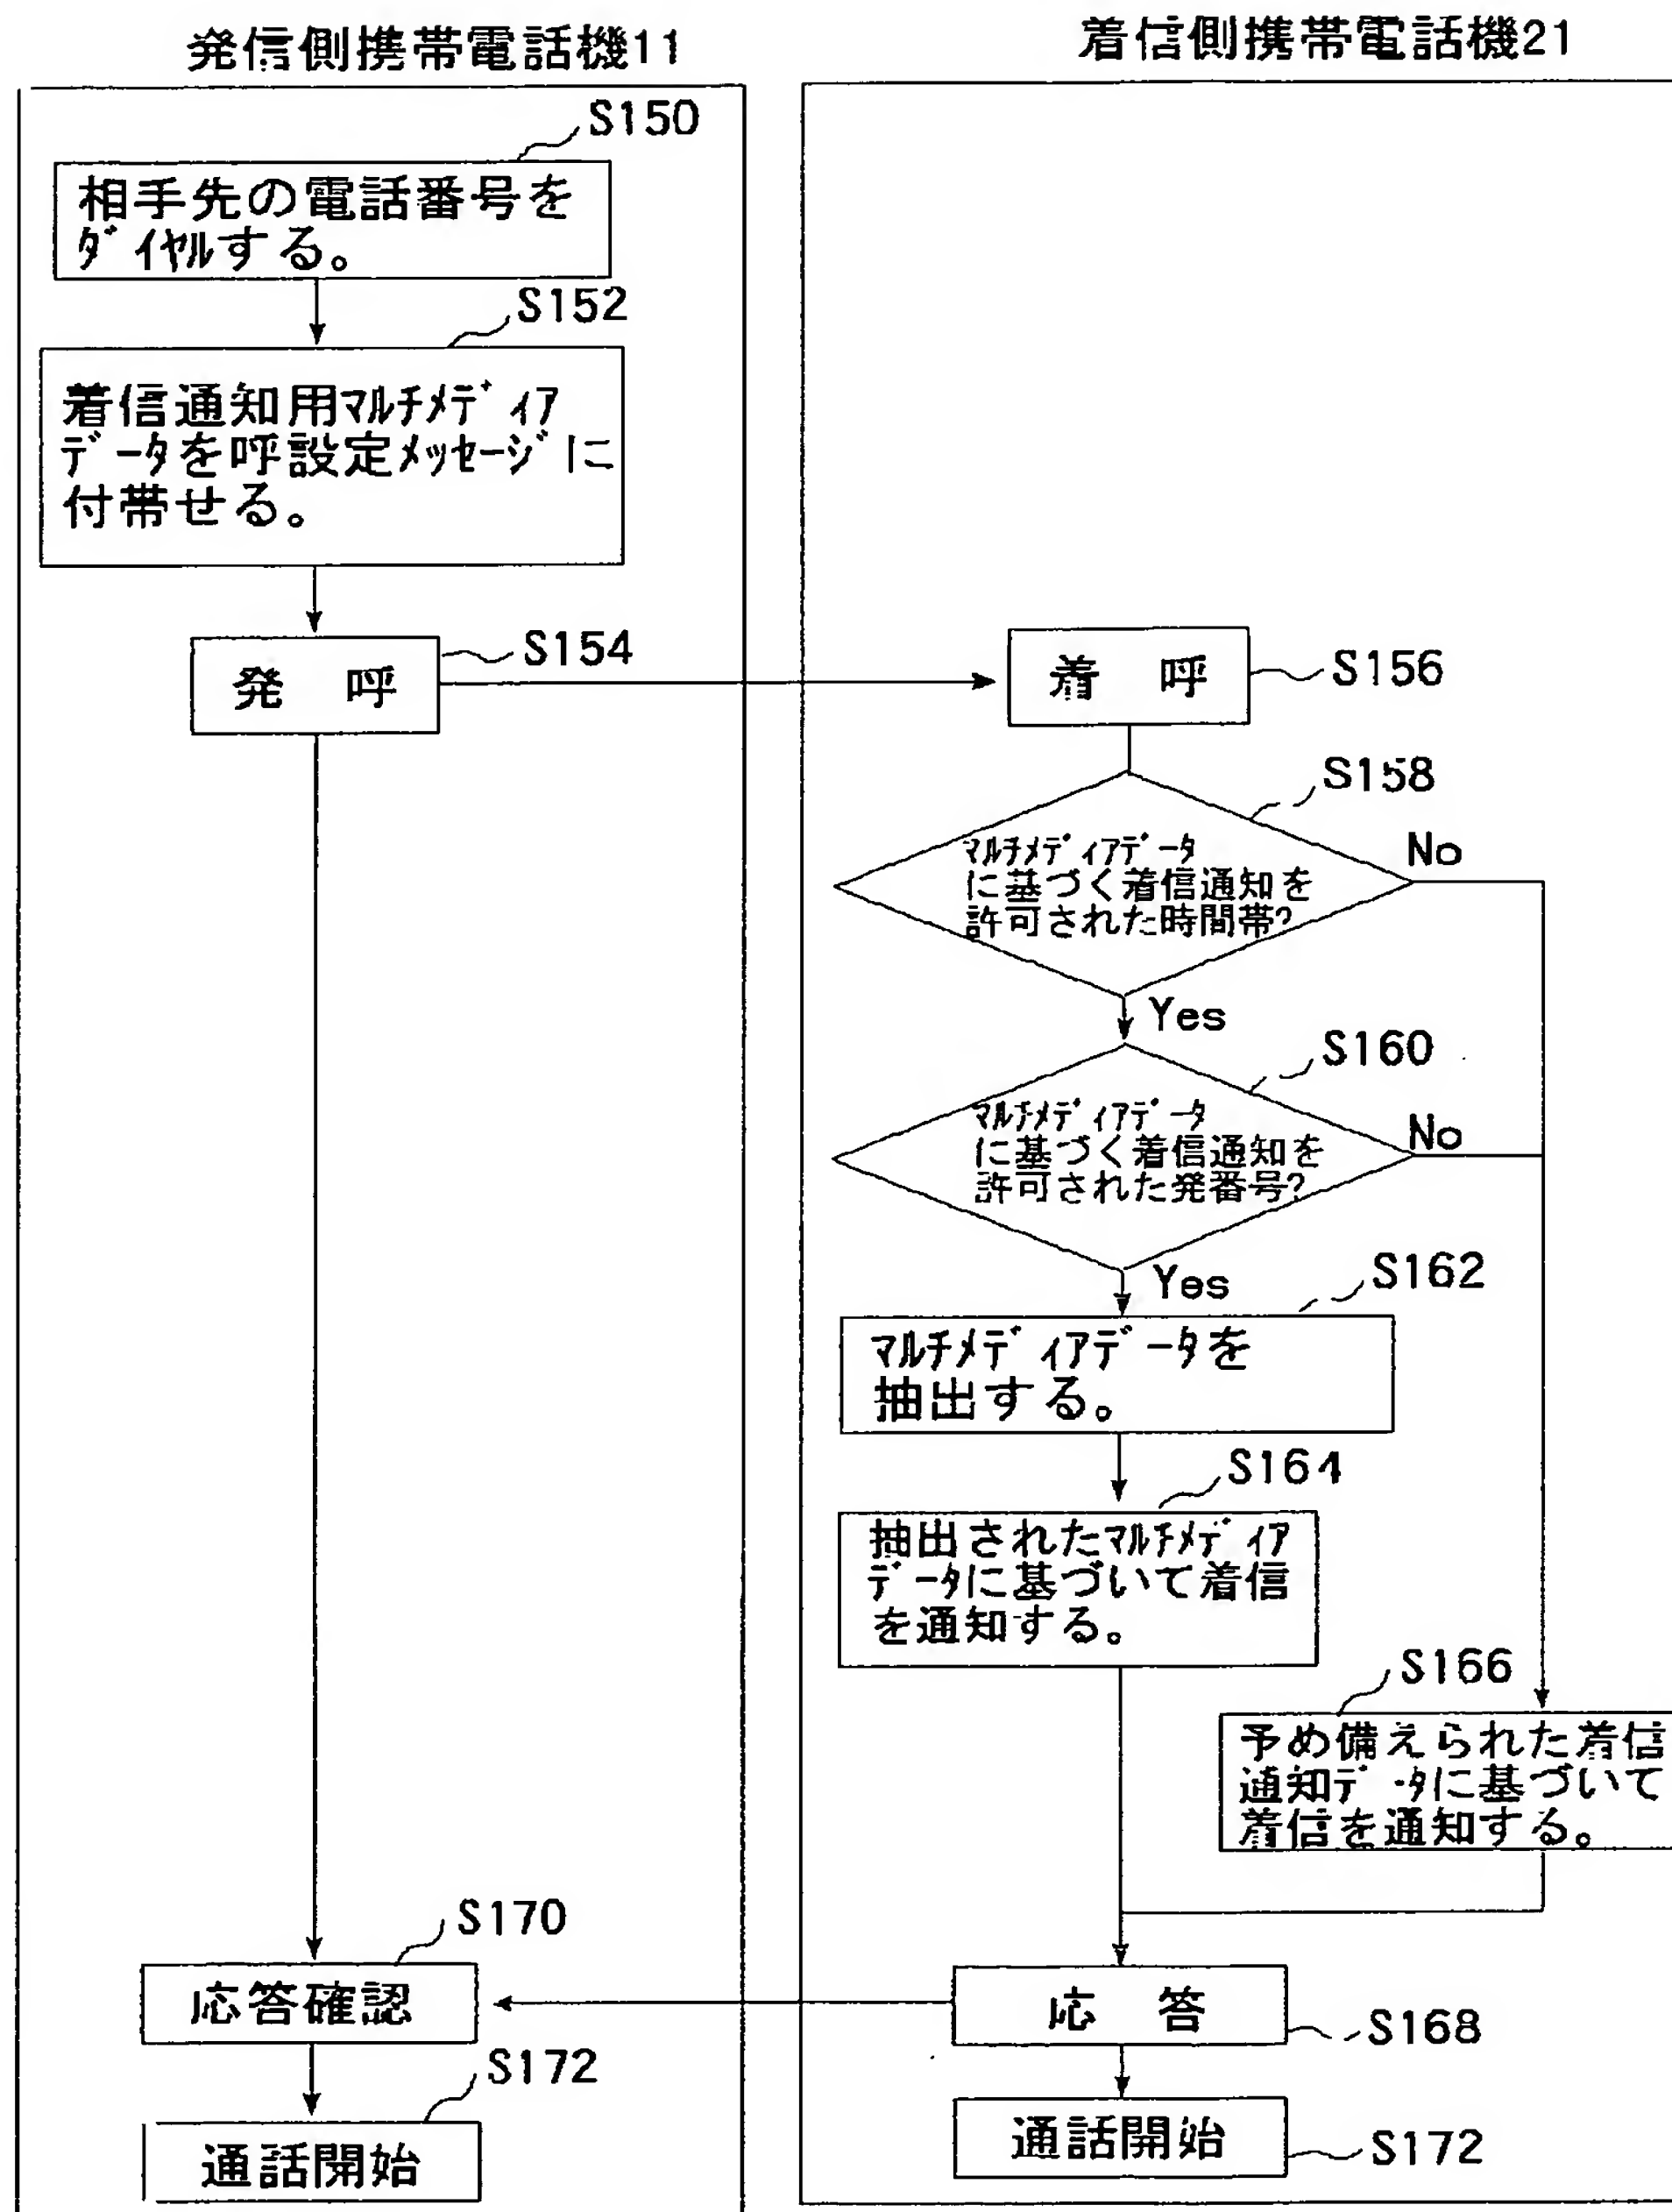 発信側携帯電話機11
S150
相手先の電話番号を
ﾀﾞｲﾔﾙする。
S152
着信通知用ﾏﾙﾁﾒﾃﾞｨｱ
ﾃﾞｰﾀを呼設定ﾒｯｾｰｼﾞに
付帯せる。
S154
発　呼
S170
応答確認
S172
通話開始
着信側携帯電話機21
着　呼
S156
S158
ﾏﾙﾁﾒﾃﾞｨｱﾃﾞｰﾀ
に基づく着信通知を
許可された時間帯?
No
Yes
S160
ﾏﾙﾁﾒﾃﾞｨｱﾃﾞｰﾀ
に基づく着信通知を
許可された発番号?
No
Yes
S162
ﾏﾙﾁﾒﾃﾞｨｱﾃﾞｰﾀを
抽出する。
S164
抽出されたﾏﾙﾁﾒﾃﾞｨｱ
ﾃﾞｰﾀに基づいて着信
を通知する。
S166
予め備えられた着信
通知ﾃﾞｰﾀに基づいて
着信を通知する。
応　答
S168
通話開始
S172